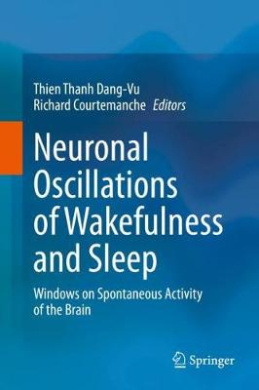 Thien Thanh Dang-Vu
Richard Courtemanche Editors
Neuronal
Oscillations
of Wakefulness
and Sleep
Windows on Spontaneous Activity
of the Brain
Springer